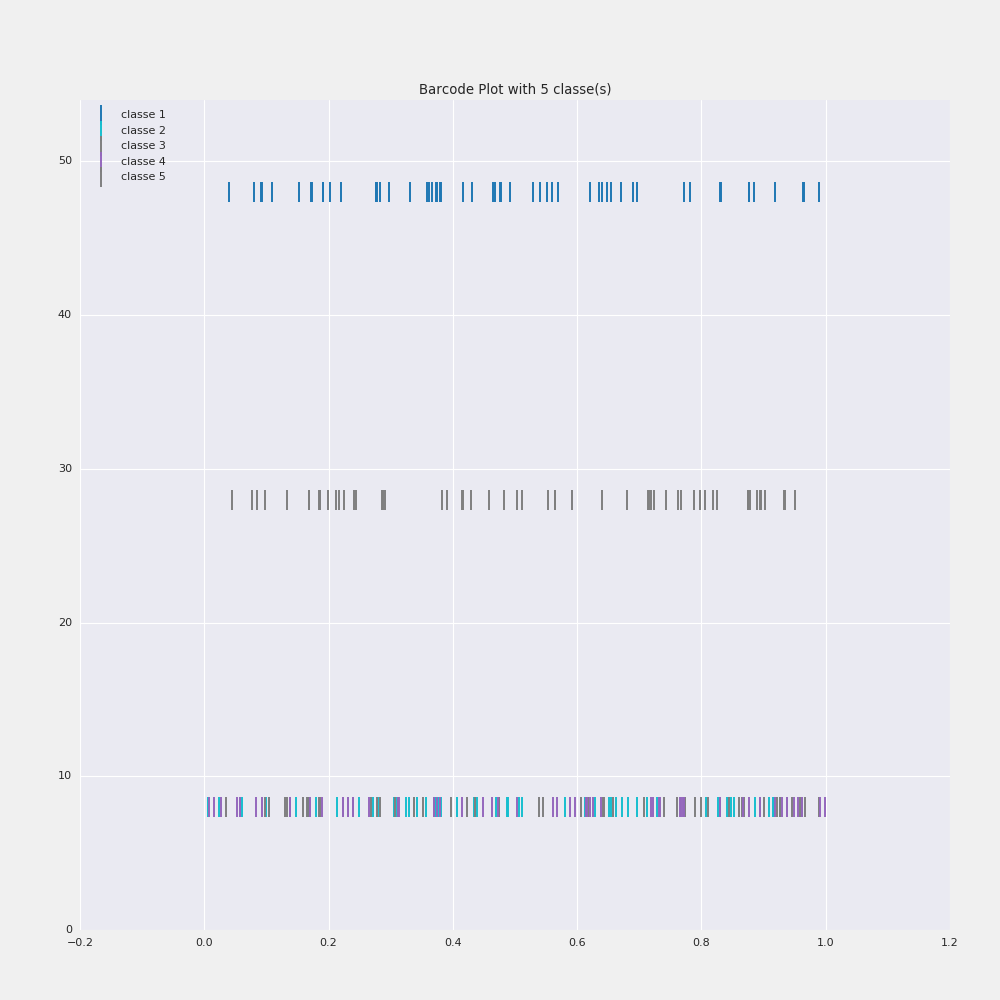 Barcode Plot with 5 classe(s)
classe 1
classe 2
classe 3
classe 4
classe 5
50
40
30
20
10
0
−0.2 0.0 0.2 0.4 0.6 0.8 1.0 1.2